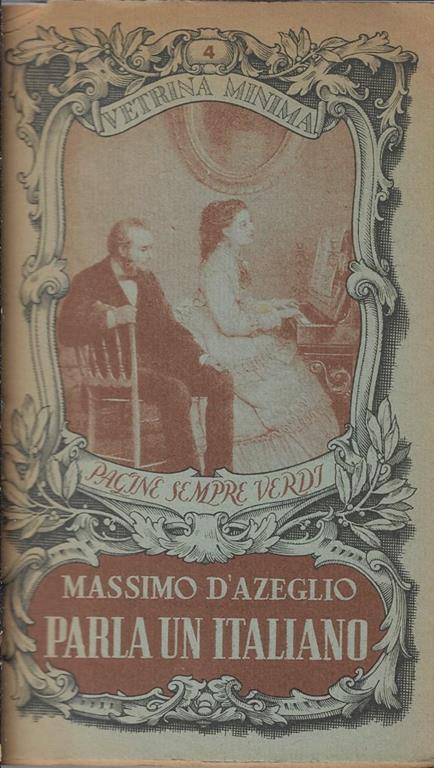 4
VETRINA MINIMA
PAGINE SEMPRE VERDI
MASSIMO D'AZEGLIO
PARLA UN ITALIANO